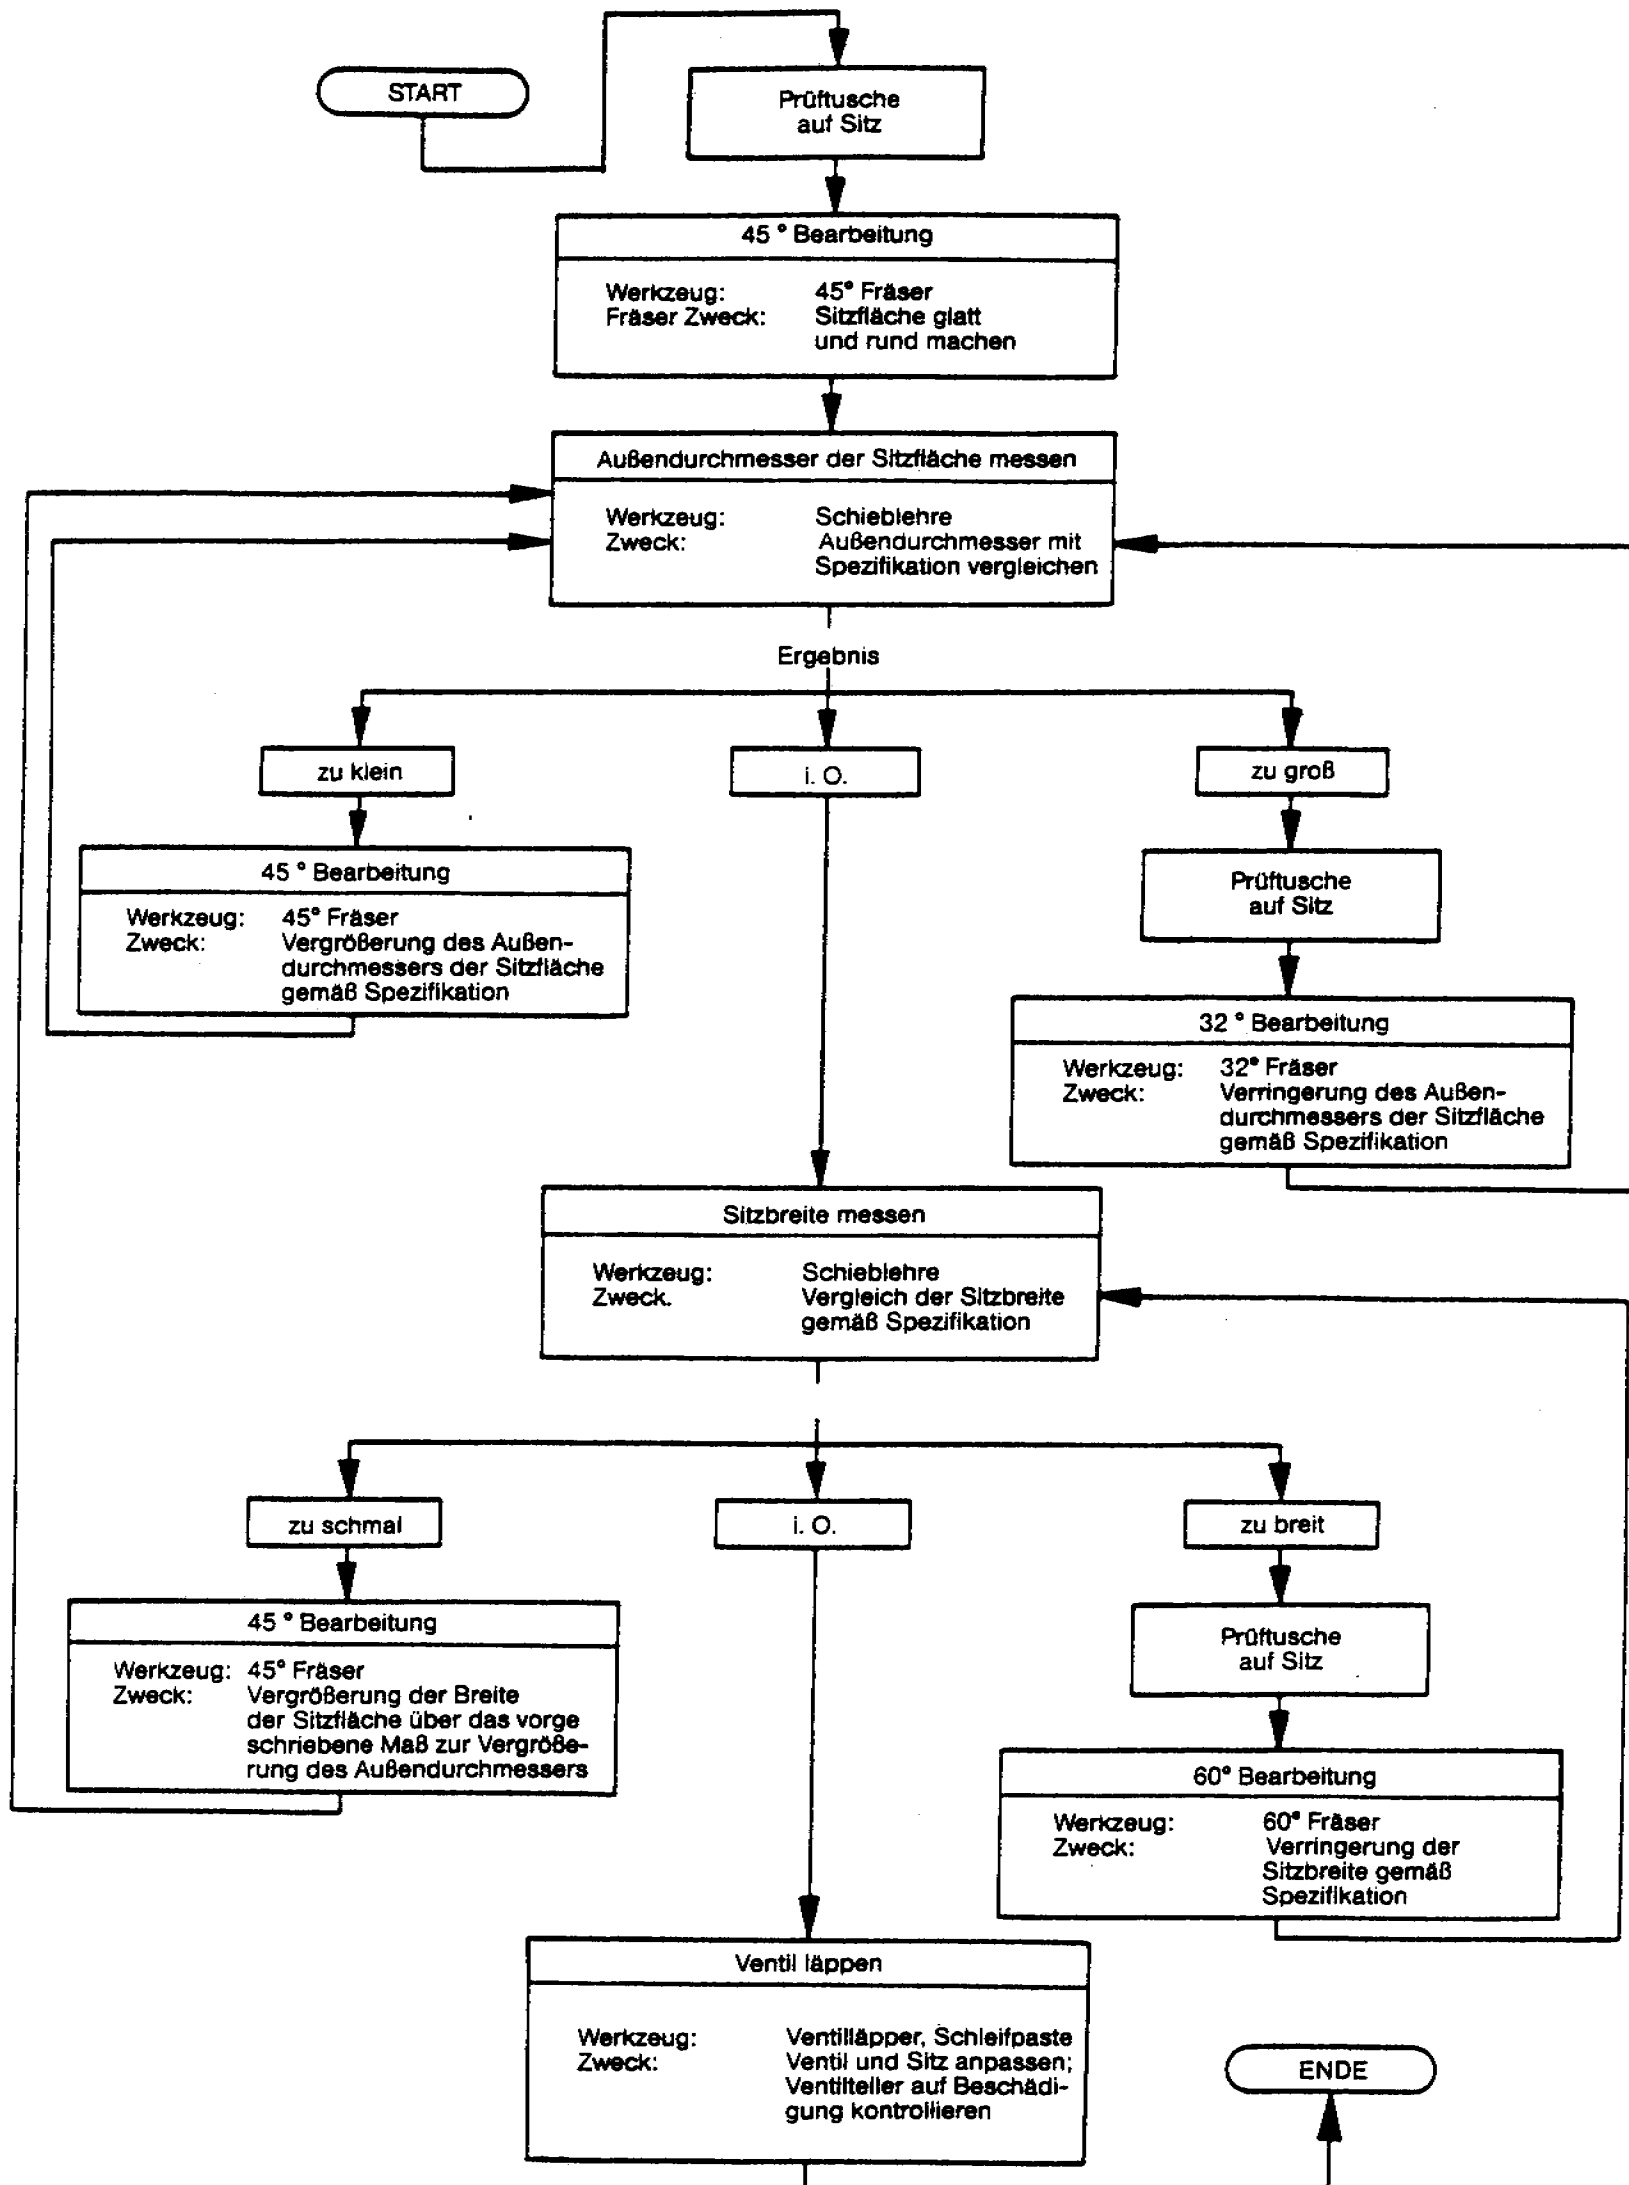 START
Prüftusche
auf Sitz
45 ° Bearbeitung
Werkzeug: 45° Fräser
Fräser Zweck: Sitzfläche glatt
und rund machen
Außendurchmesser der Sitzfläche messen
Werkzeug: Schieblehre
Zweck: Außendurchmesser mit
Spezifikation vergleichen
Ergebnis
zu klein
i. O.
zu groß
45 ° Bearbeitung
Werkzeug: 45° Fräser
Zweck: Vergrößerung des Außen-
durchmessers der Sitzfläche
gemäß Spezifikation
Prüftusche
auf Sitz
32 ° Bearbeitung
Werkzeug: 32° Fräser
Zweck: Verringerung des Außen-
durchmessers der Sitzfläche
gemäß Spezifikation
Sitzbreite messen
Werkzeug: Schieblehre
Zweck. Vergleich der Sitzbreite
gemäß Spezifikation
zu schmal
i. O.
zu breit
45 ° Bearbeitung
Werkzeug: 45° Fräser
Zweck: Vergrößerung der Breite
der Sitzfläche über das vorge
schriebene Maß zur Vergröße-
rung des Außendurchmessers
Prüftusche
auf Sitz
60° Bearbeitung
Werkzeug: 60° Fräser
Zweck: Verringerung der
Sitzbreite gemäß
Spezifikation
Ventil läppen
Werkzeug: Ventilläpper, Schleifpaste
Zweck: Ventil und Sitz anpassen;
Ventilteller auf Beschädi-
gung kontrollieren
ENDE